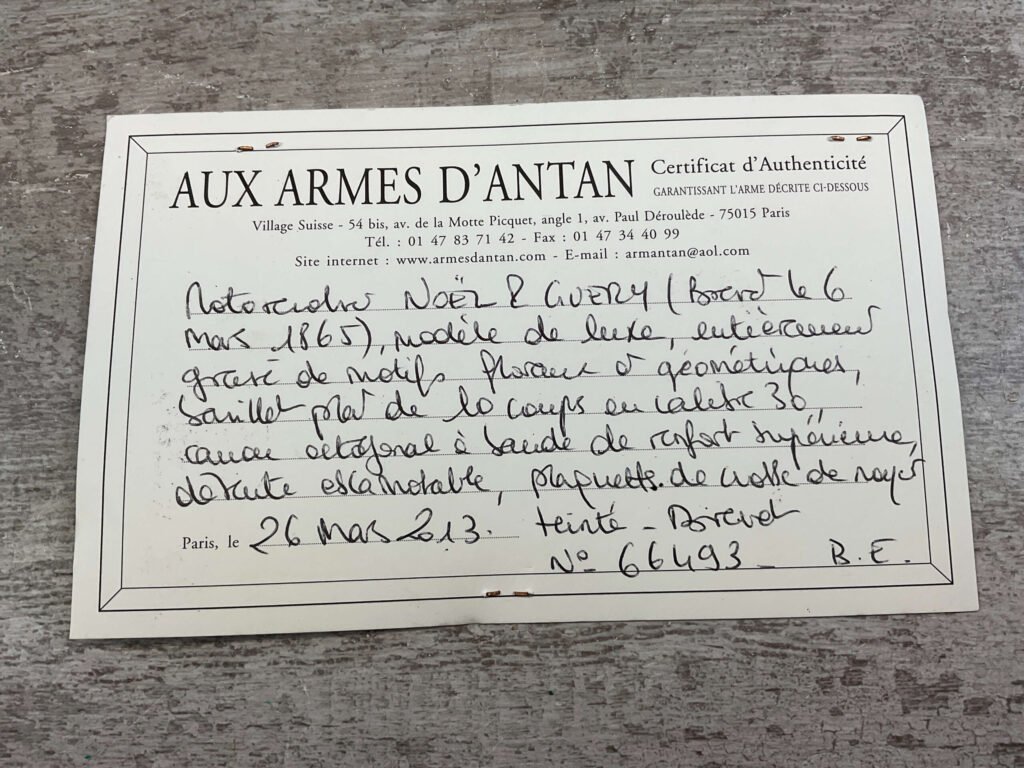 AUX ARMES D'ANTAN
Certificat d'Authenticité
GARANTISSANT L'ARME DÉCRITE CI-DESSOUS
Village Suisse - 54 bis, av. de la Motte Picquet, angle 1, av. Paul Déroulède - 75015 Paris
Tél. : 01 47 83 71 42 - Fax : 01 47 34 40 99
Site internet : www.armesdantan.com - E-mail : armantan@aol.com
NOËL & GUERY (Brevet le 6
Mars 1865), modèle de luxe, entièrement
gravé de motifs floraux et géométriques,
barillet plat de 10 coups en calibre 30,
canon octogonal à bande de renfort supérieure,
détente escamotable, plaquettes de crosse de noyer
Paris, le 26 Mars 2013. teinté - Brevet
No 66493 - B.E.